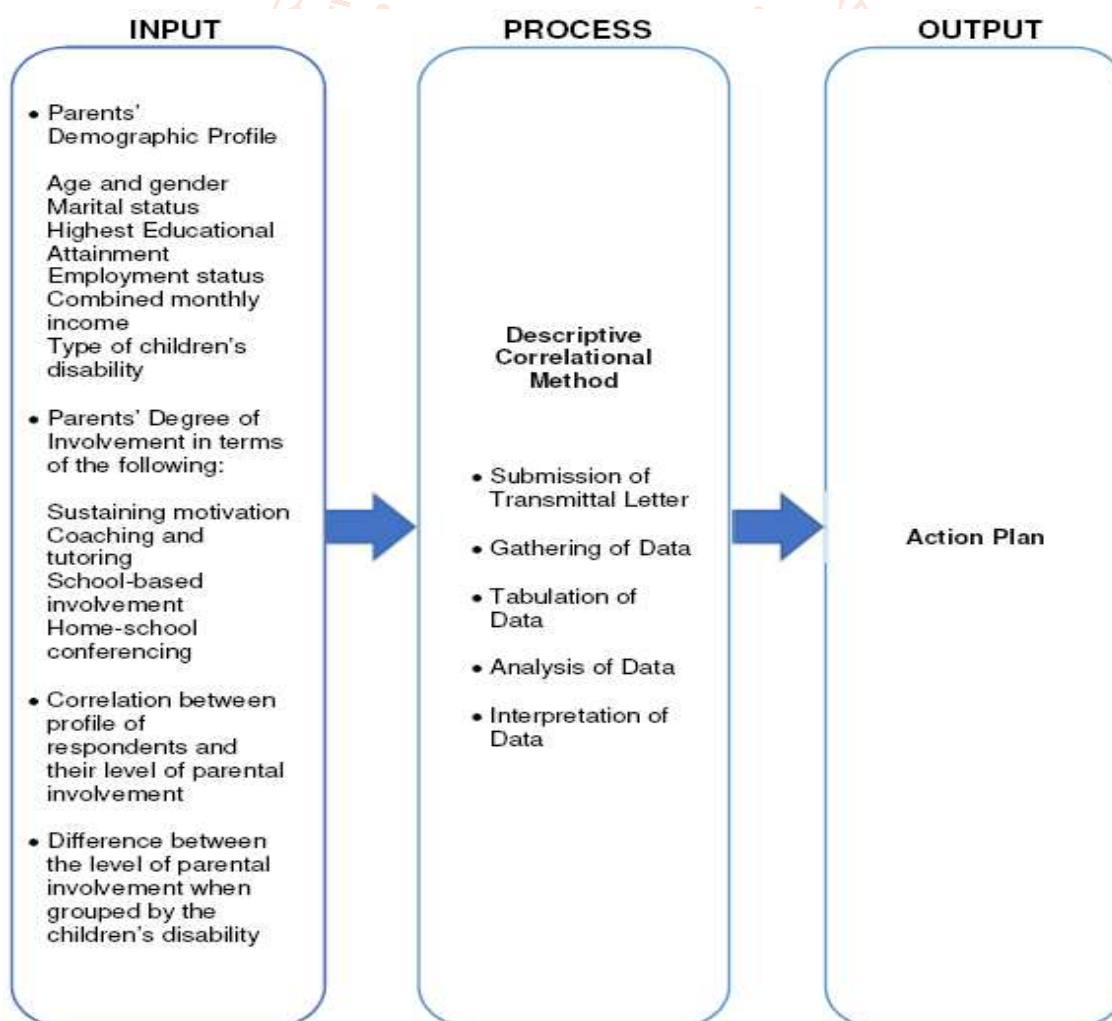 INPUT
• Parents'
Demographic Profile
Age and gender
Marital status
Highest Educational
Attainment
Employment status
Combined monthly
income
Type of children's
disability
• Parents' Degree of
Involvement in terms
of the following:
Sustaining motivation
Coaching and
tutoring
School-based
involvement
Home-school
conferencing
• Correlation between
profile of
respondents and
their level of parental
involvement
• Difference between
the level of parental
involvement when
grouped by the
children's disability
PROCESS
Descriptive
Correlational
Method
• Submission of
Transmittal Letter
• Gathering of Data
• Tabulation of
Data
• Analysis of Data
• Interpretation of
Data
OUTPUT
Action Plan